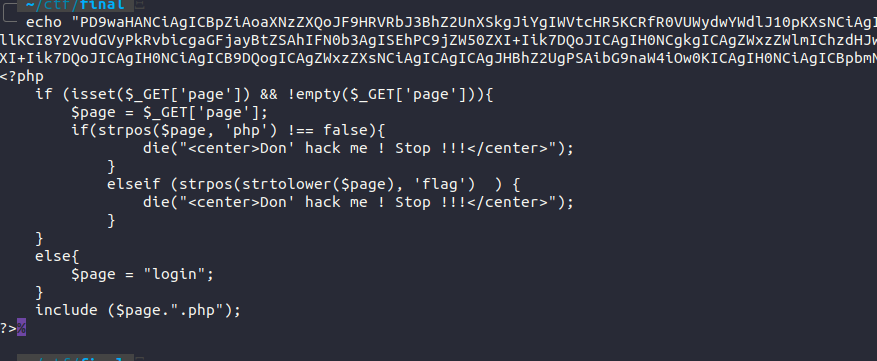 ~/ctf/final
echo "PD9waHANCiAgICBpZiAoaXNzZXQoJF9HRVRbJ3BhZ2UnXSkgJiYgIWVtcHR5KCRfR0VUWydwYWdlJ10pKXsNCiAgI
llKCI8Y2VudGVyPkRvbicgaGFjayBtZSAhIFN0b3AgISEhPC9jZW50ZXI+Iik7DQoJICAgIH0NCgkgICAgZWxzZWlmIChzdHJw
XI+Iik7DQoJICAgIH0NCiAgICB9DQogICAgZWxzZXsNCiAgICAgICAgJHBhZ2UgPSAibG9naW4iOw0KICAgIH0NCiAgICBpbmN
<?php
if (isset($_GET['page']) && !empty($_GET['page'])){
$page = $_GET['page'];
if(strpos($page, 'php') !== false){
die("<center>Don' hack me ! Stop !!!</center>");
}
elseif (strpos(strtolower($page), 'flag')  ) {
die("<center>Don' hack me ! Stop !!!</center>");
}
}
else{
$page = "login";
}
include ($page.".php");
?>%
~/ctf/final